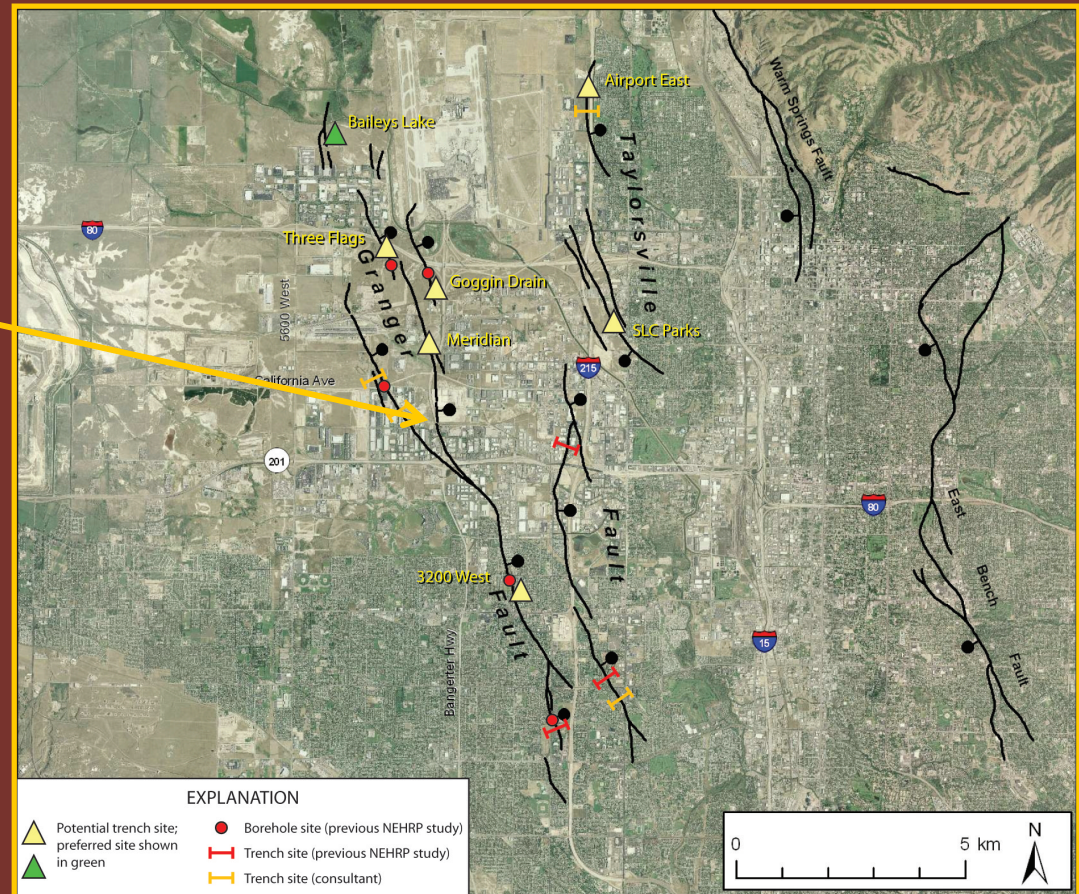 Airport East
Warm Springs Fault
Baileys Lake
Taylorsville
80
Three Flags
Granger
5600 West
Goggin Drain
SLC Parks
Meridian
215
California Ave
201
80
East
Fault
3200 West
Fault
Bench
15
Fault
Bangerter Hwy
EXPLANATION
Potential trench site;
preferred site shown
in green
Borehole site (previous NEHRP study)
Trench site (previous NEHRP study)
Trench site (consultant)
0
5 km
N